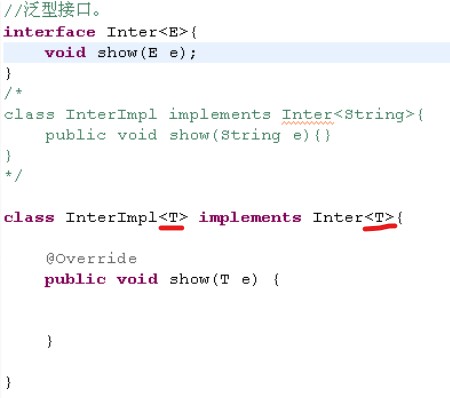 //泛型接口。
interface Inter<E>{
    void show(E e);
}
/*
class InterImpl implements Inter<String>{
    public void show(String e){}
}
*/
class InterImpl<T> implements Inter<T>{
    @Override
    public void show(T e) {
    }
}